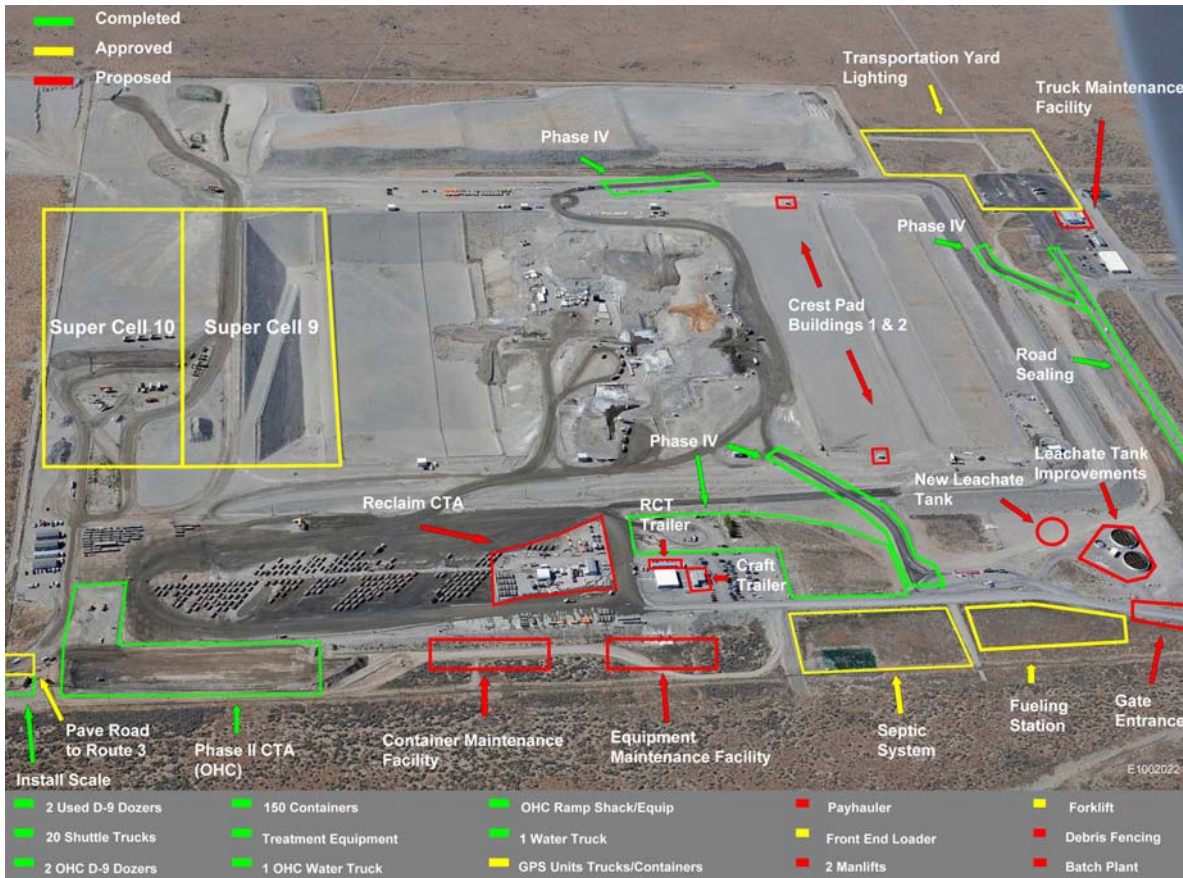 Completed
Approved
Proposed
Transportation Yard
Lighting
Truck Maintenance
Facility
Phase IV
Phase IV
Crest Pad
Buildings 1 & 2
Super Cell 10
Super Cell 9
Road
Sealing
Phase IV
Leachate Tank
Improvements
New Leachate
Tank
Reclaim CTA
RCT
Trailer
Craft
Trailer
Pave Road
to Route 3
Install Scale
Phase II CTA
(OHC)
Container Maintenance
Facility
Equipment
Maintenance Facility
Septic
System
Fueling
Station
Gate
Entrance
E1002022
2 Used D-9 Dozers
150 Containers
OHC Ramp Shack/Equip
Payhauler
Forklift
20 Shuttle Trucks
Treatment Equipment
1 Water Truck
Front End Loader
Debris Fencing
2 OHC D-9 Dozers
1 OHC Water Truck
GPS Units Trucks/Containers
2 Manlifts
Batch Plant